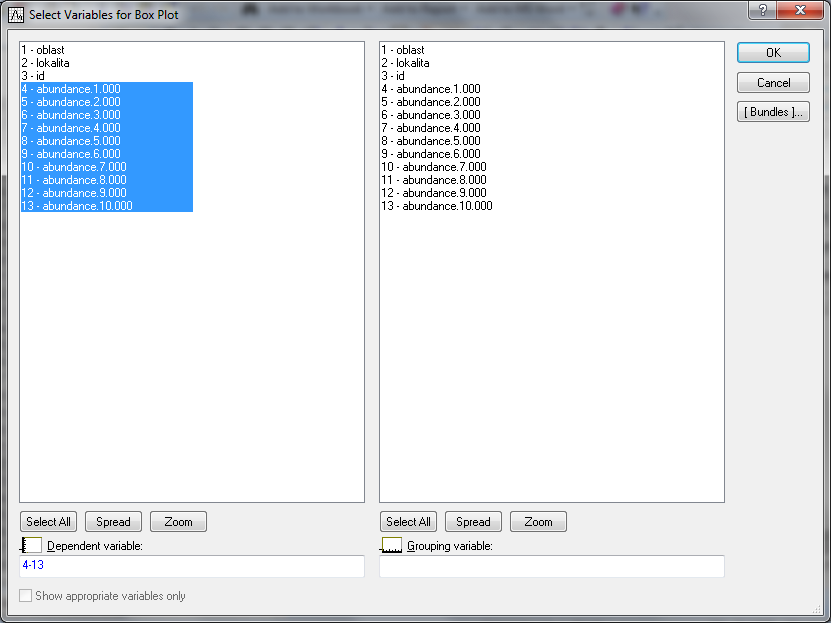 Select Variables for Box Plot
1 - oblast
2 - lokalita
3 - id
4 - abundance.1.000
5 - abundance.2.000
6 - abundance.3.000
7 - abundance.4.000
8 - abundance.5.000
9 - abundance.6.000
10 - abundance.7.000
11 - abundance.8.000
12 - abundance.9.000
13 - abundance.10.000
1 - oblast
2 - lokalita
3 - id
4 - abundance.1.000
5 - abundance.2.000
6 - abundance.3.000
7 - abundance.4.000
8 - abundance.5.000
9 - abundance.6.000
10 - abundance.7.000
11 - abundance.8.000
12 - abundance.9.000
13 - abundance.10.000
OK
Cancel
[ Bundles ]...
Select All Spread Zoom
Select All Spread Zoom
Dependent variable:
4-13
Grouping variable:
Show appropriate variables only